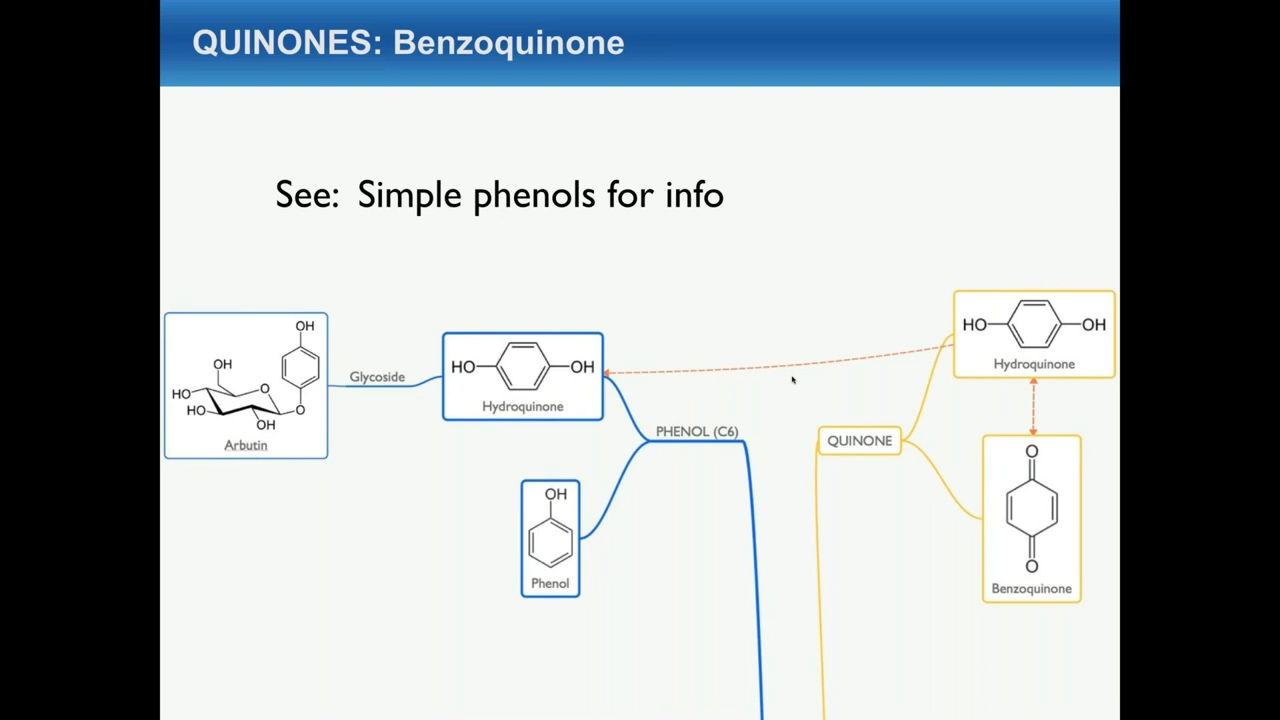 QUINONES: Benzoquinone
See: Simple phenols for info
OH
OH
HO
HO
O
O
OH
Arbutin
Glycoside
HO
OH
Hydroquinone
PHENOL (C6)
OH
Phenol
QUINONE
HO
OH
Hydroquinone
O
O
Benzoquinone